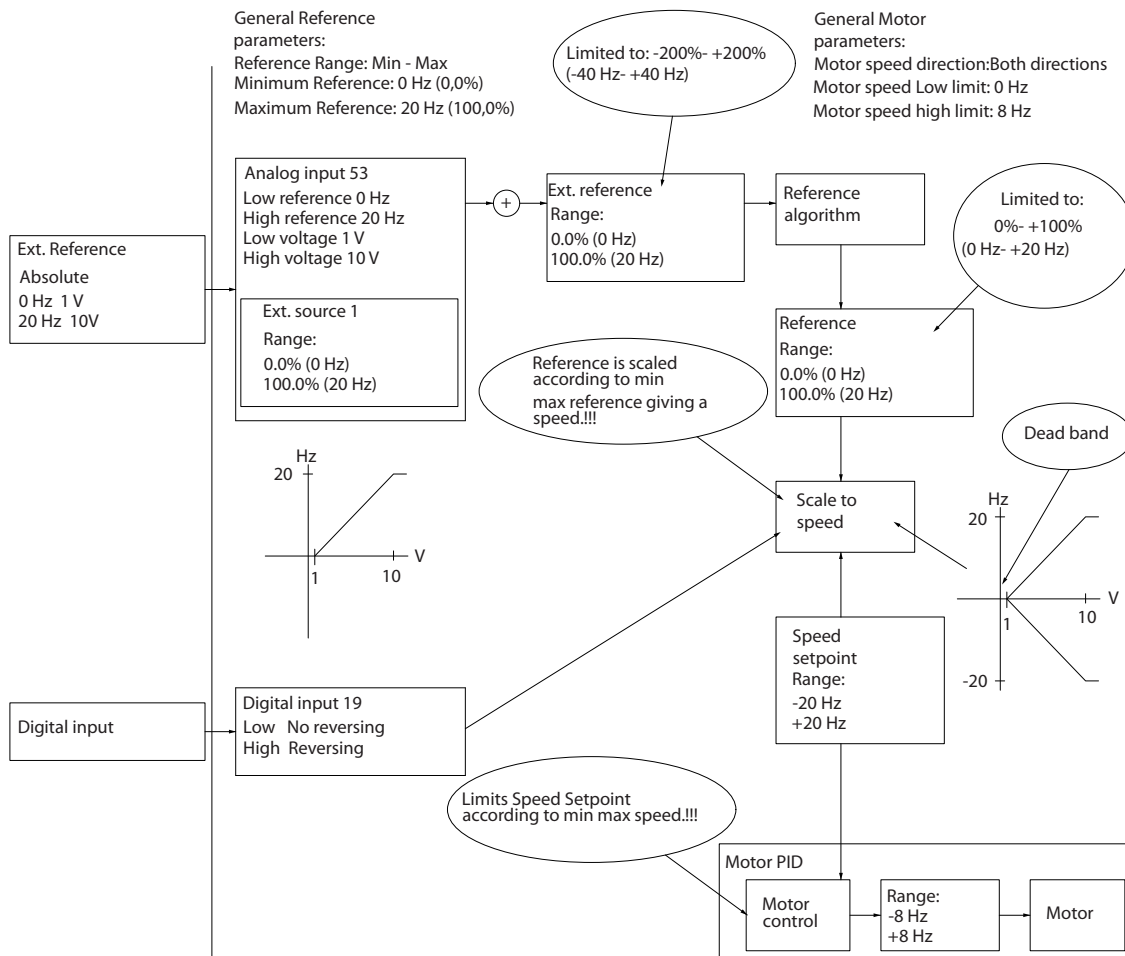 General Reference
parameters:
Reference Range: Min - Max
Minimum Reference: 0 Hz (0,0%)
Maximum Reference: 20 Hz (100,0%)
Limited to: -200%- +200%
(-40 Hz- +40 Hz)
General Motor
parameters:
Motor speed direction:Both directions
Motor speed Low limit: 0 Hz
Motor speed high limit: 8 Hz
Ext. Reference
Absolute
0 Hz 1 V
20 Hz 10V
Analog input 53
Low reference 0 Hz
High reference 20 Hz
Low voltage 1 V
High voltage 10 V
Ext. source 1
Range:
0.0% (0 Hz)
100.0% (20 Hz)
+
Ext. reference
Range:
0.0% (0 Hz)
100.0% (20 Hz)
Reference
algorithm
Limited to:
0%- +100%
(0 Hz- +20 Hz)
Reference
Range:
0.0% (0 Hz)
100.0% (20 Hz)
Reference is scaled
according to min
max reference giving a
speed.!!!
Dead band
Hz
20
V
1
10
Scale to
speed
Hz
20
V
1
10
-20
Speed
setpoint
Range:
-20 Hz
+20 Hz
Digital input
Digital input 19
Low No reversing
High Reversing
Limits Speed Setpoint
according to min max speed.!!!
Motor PID
Motor
control
Range:
-8 Hz
+8 Hz
Motor